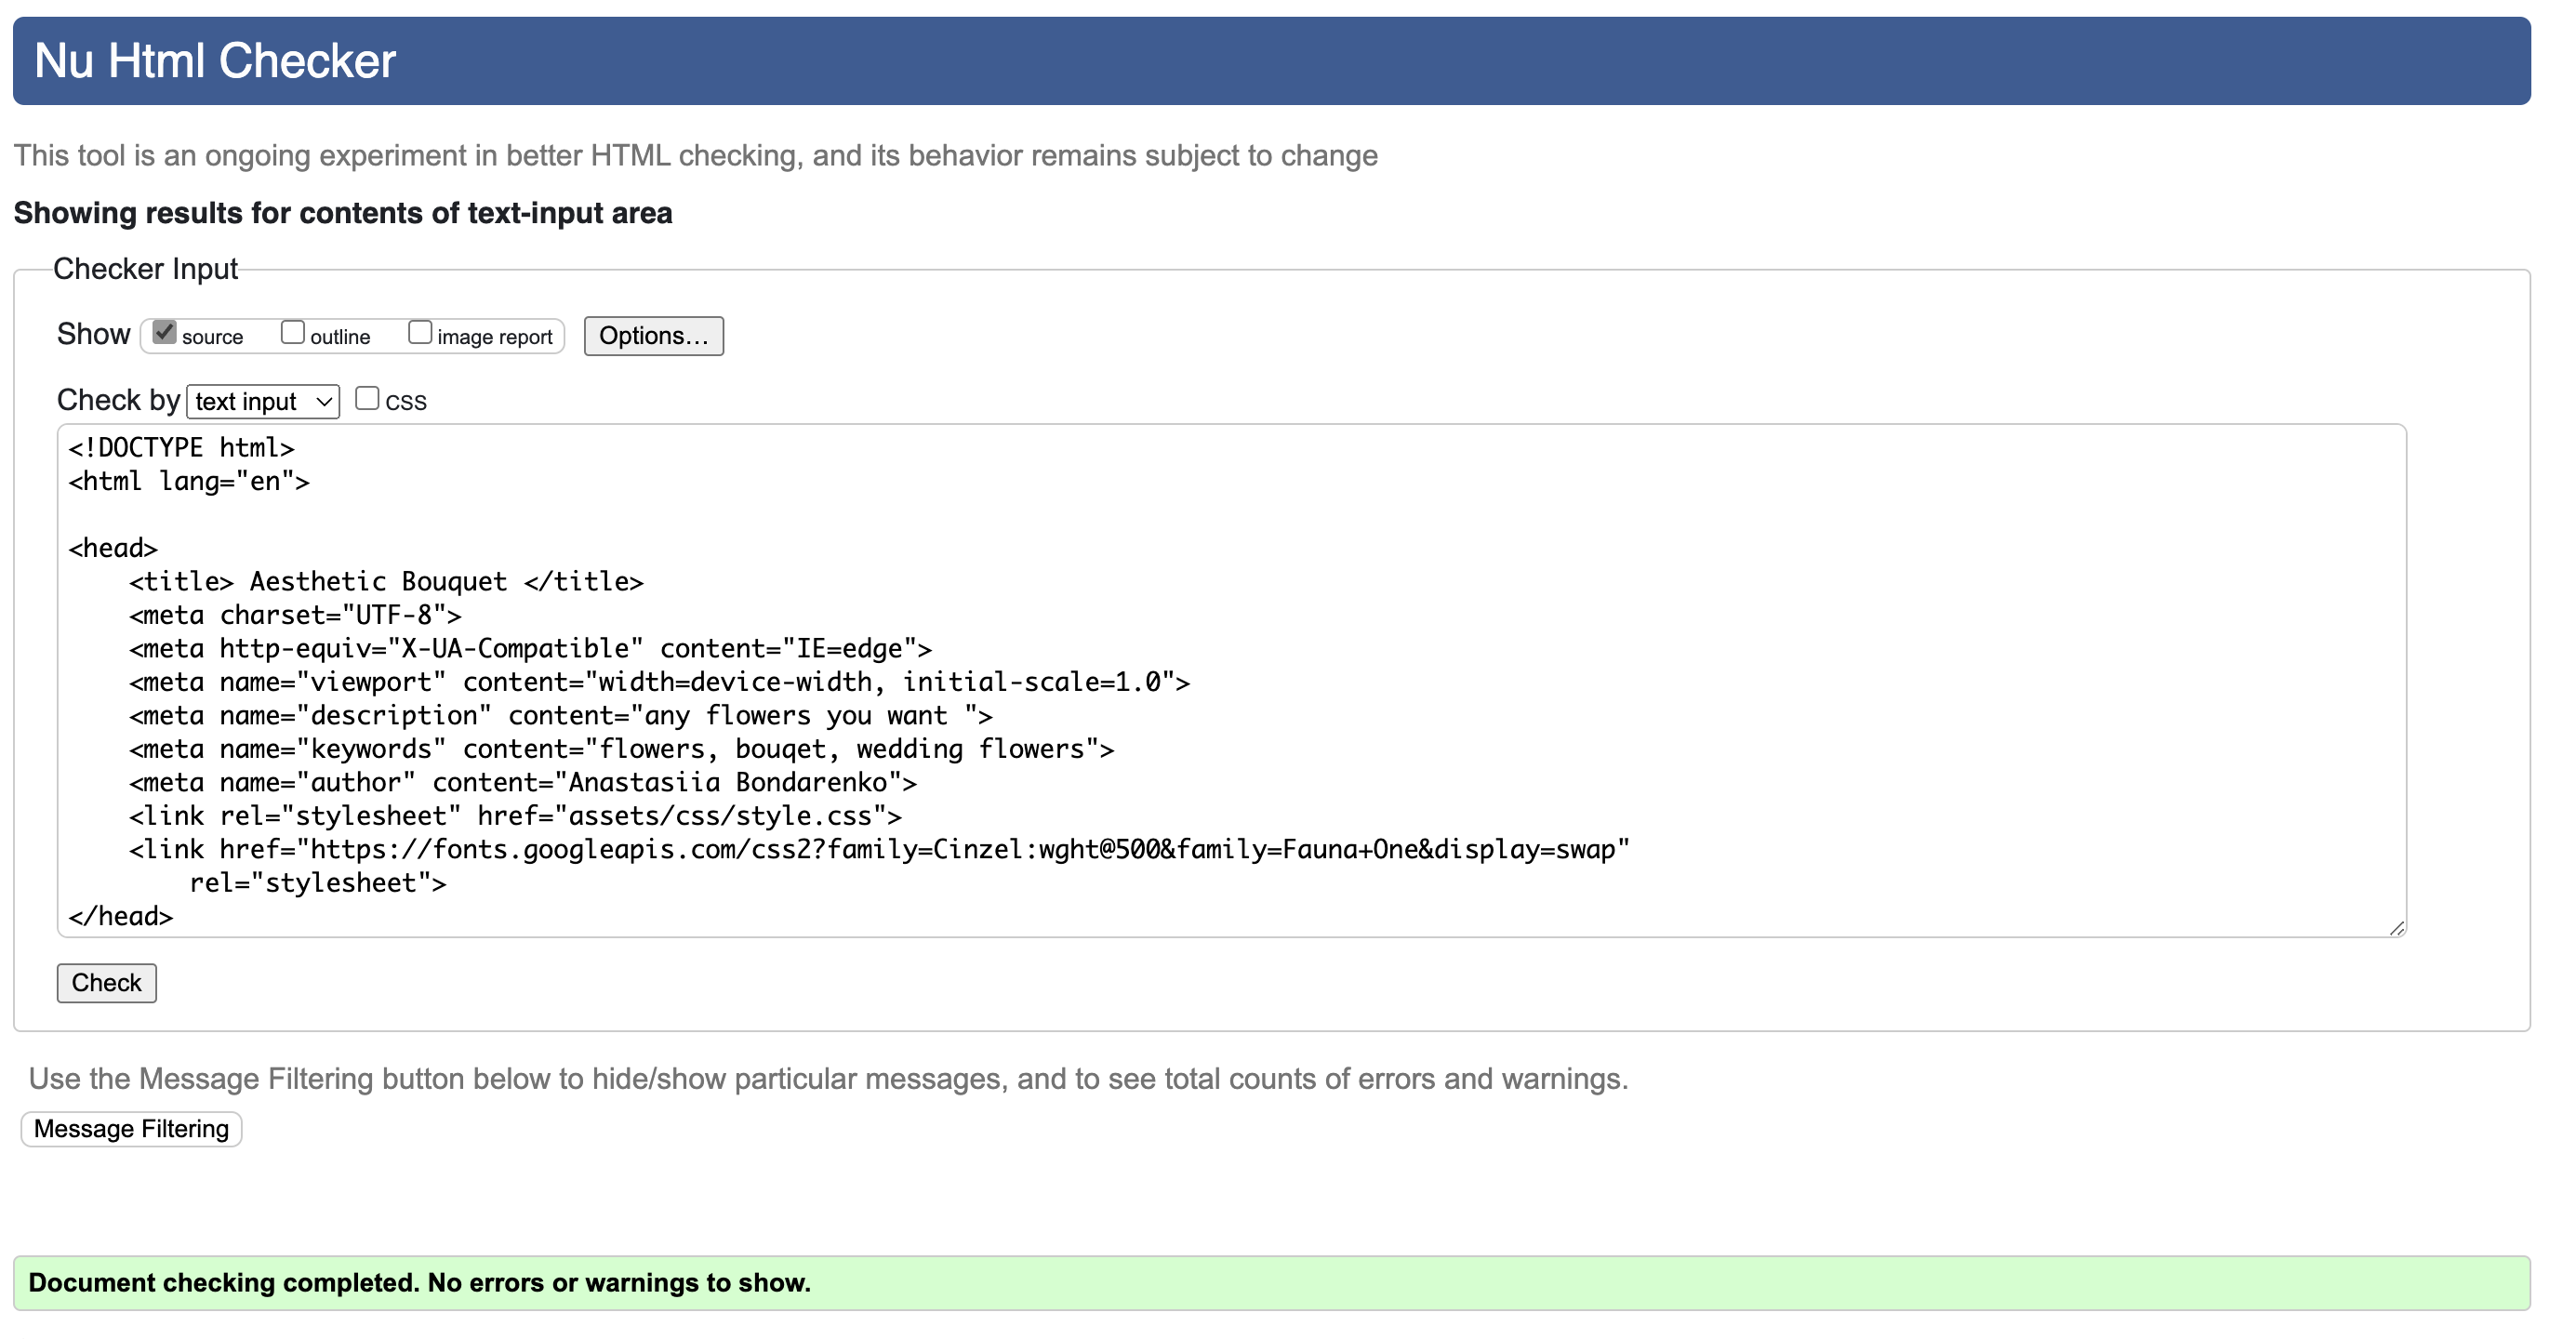 Nu Html Checker
This tool is an ongoing experiment in better HTML checking, and its behavior remains subject to change
Showing results for contents of text-input area
Checker Input
Show source outline image report Options...
Check by text input css
<!DOCTYPE html>
<html lang="en">
<head>
    <title> Aesthetic Bouquet </title>
    <meta charset="UTF-8">
    <meta http-equiv="X-UA-Compatible" content="IE=edge">
    <meta name="viewport" content="width=device-width, initial-scale=1.0">
    <meta name="description" content="any flowers you want ">
    <meta name="keywords" content="flowers, bouqet, wedding flowers">
    <meta name="author" content="Anastasiia Bondarenko">
    <link rel="stylesheet" href="assets/css/style.css">
    <link href="https://fonts.googleapis.com/css2?family=Cinzel:wght@500&family=Fauna+One&display=swap"
        rel="stylesheet">
</head>
Check
Use the Message Filtering button below to hide/show particular messages, and to see total counts of errors and warnings.
Message Filtering
Document checking completed. No errors or warnings to show.